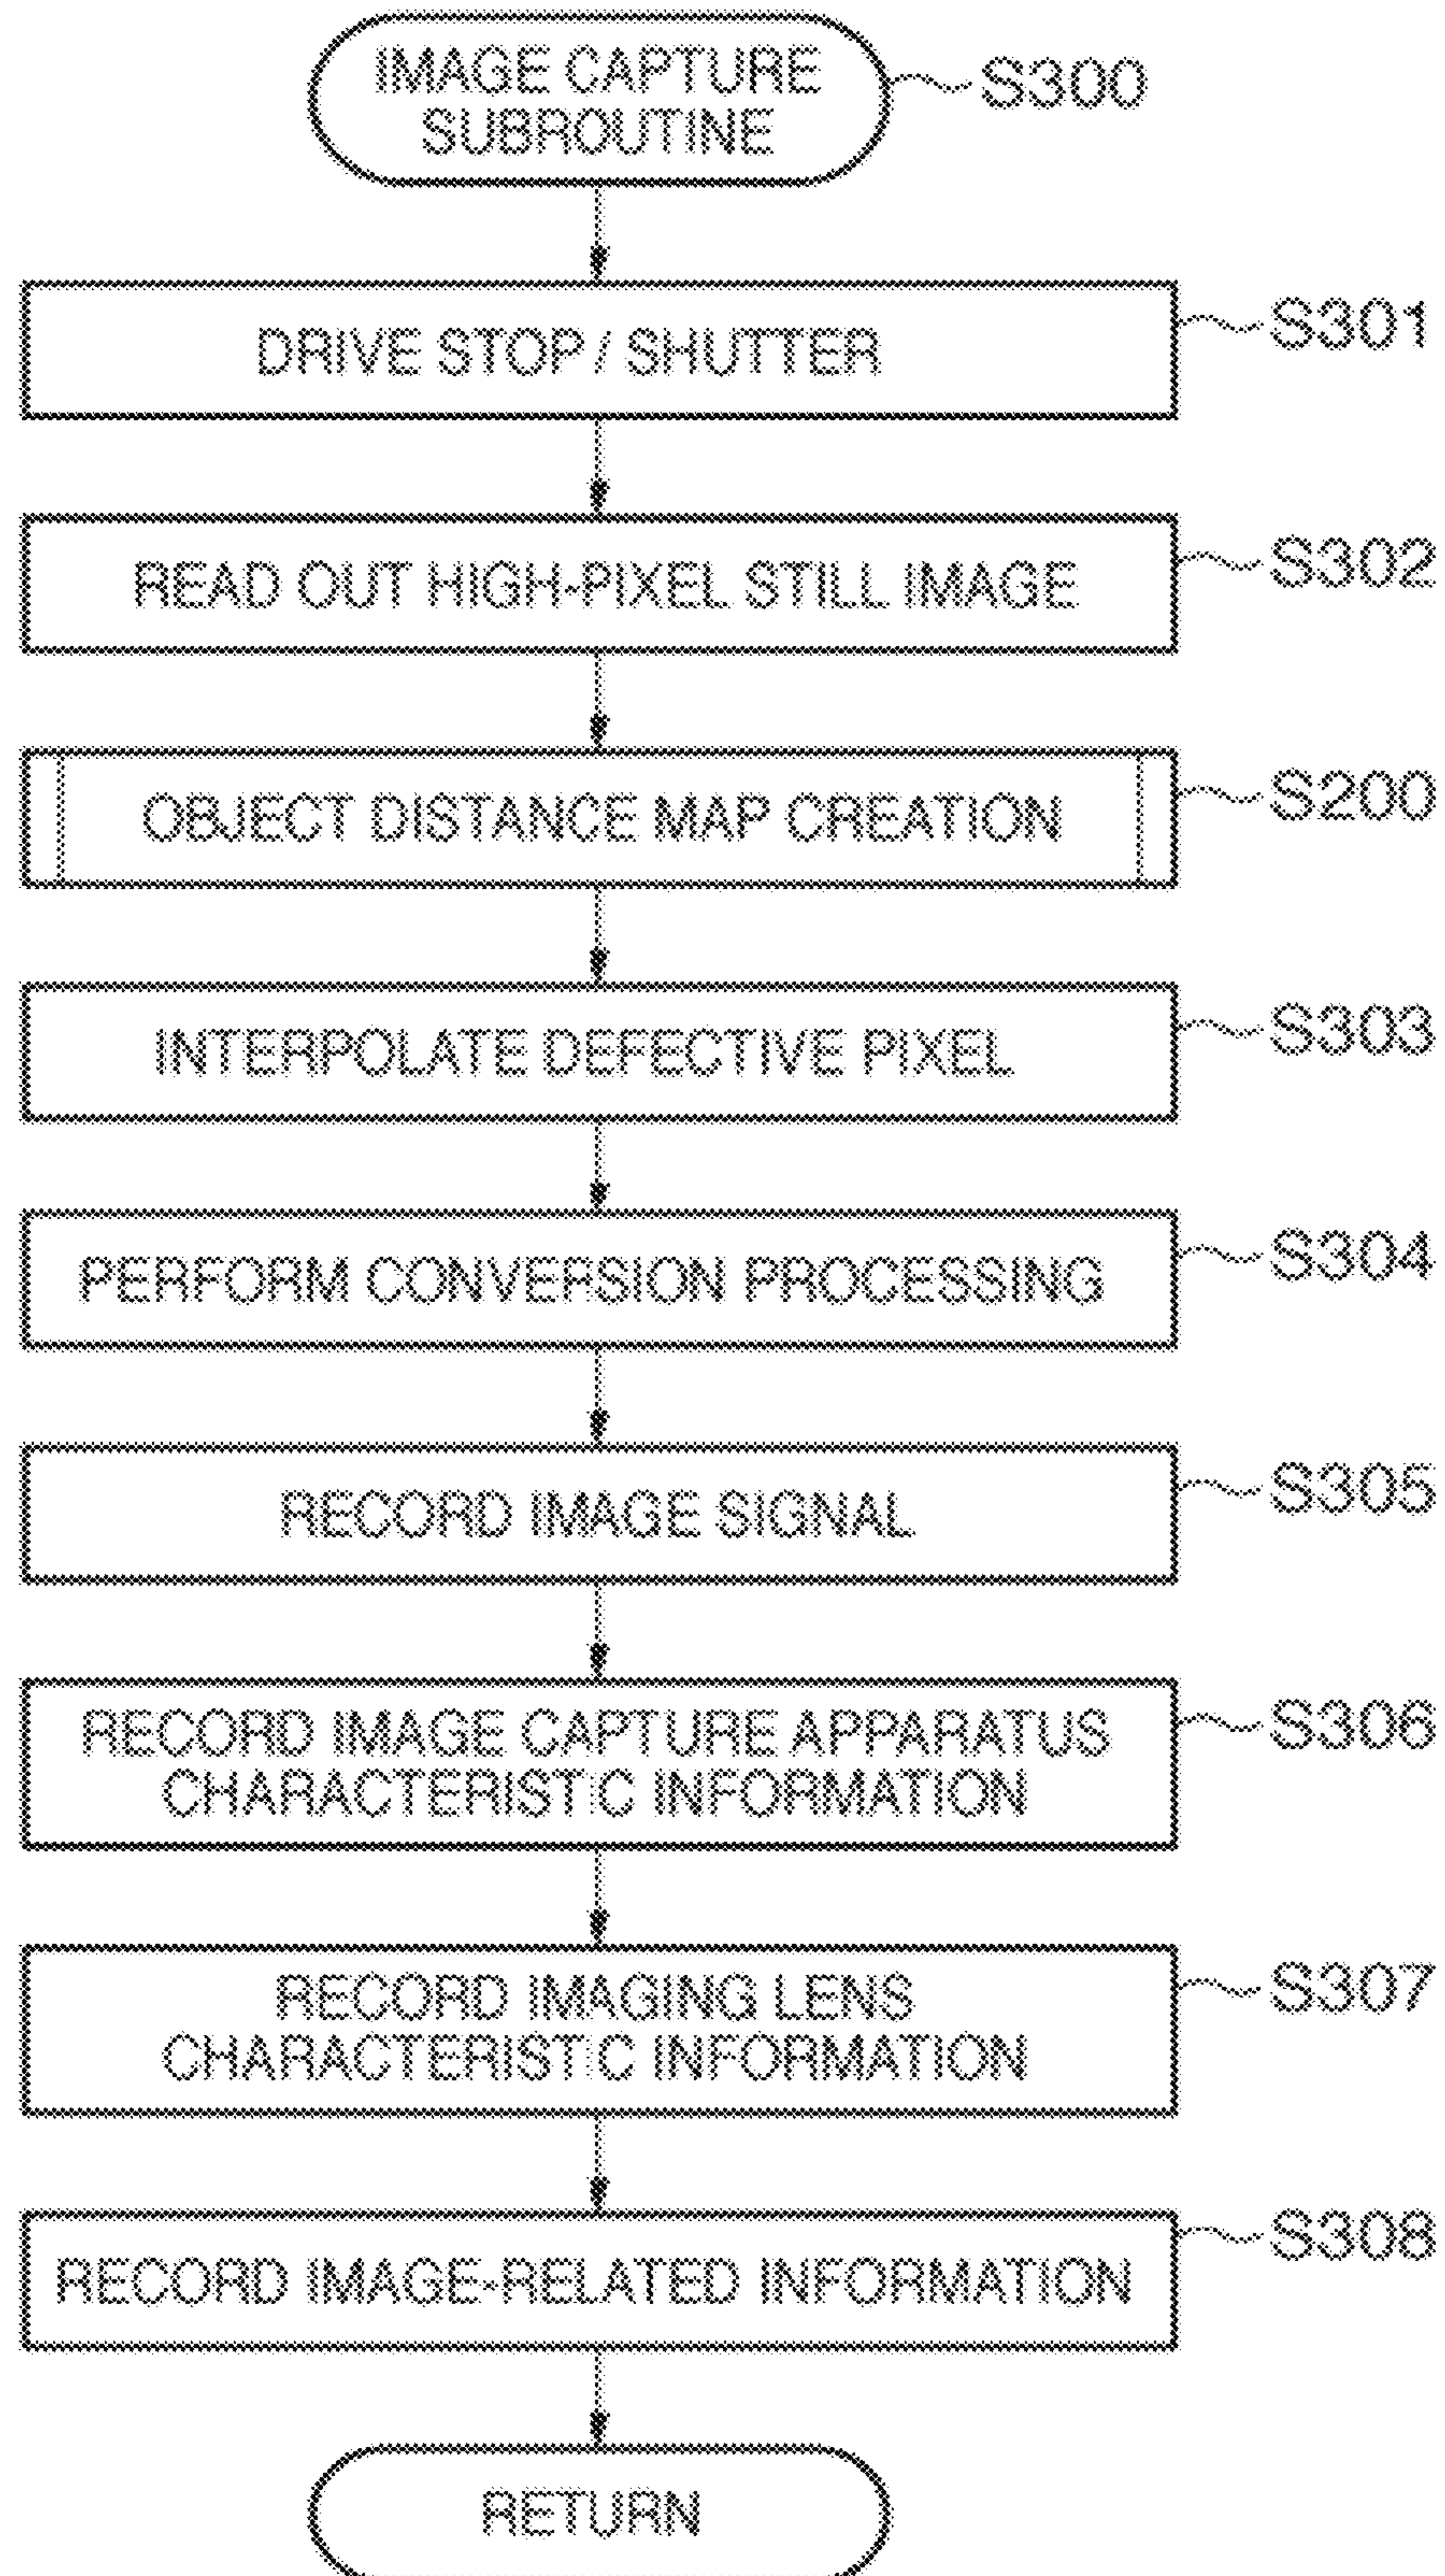 IMAGE CAPTURE
SUBROUTINE
S300
DRIVE STOP / SHUTTER
S301
READ OUT HIGH-PIXEL STILL IMAGE
S302
OBJECT DISTANCE MAP CREATION
S200
INTERPOLATE DEFECTIVE PIXEL
S303
PERFORM CONVERSION PROCESSING
S304
RECORD IMAGE SIGNAL
S305
RECORD IMAGE CAPTURE APPARATUS
CHARACTERISTIC INFORMATION
S306
RECORD IMAGING LENS
CHARACTERISTIC INFORMATION
S307
RECORD IMAGE-RELATED INFORMATION
S308
RETURN